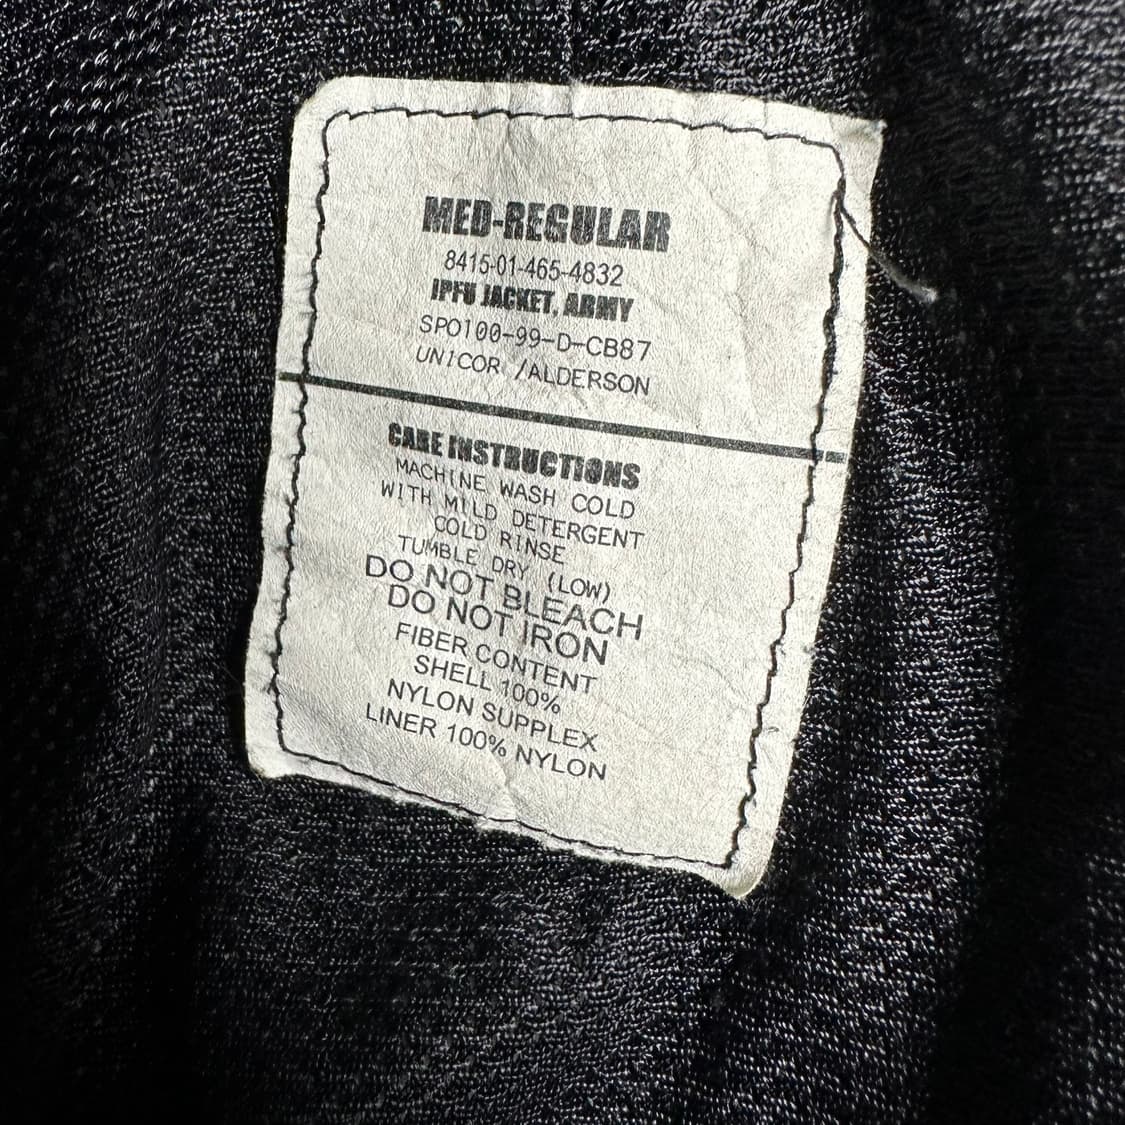 MED-REGULAR
8415-01-465-4832
IPFU JACKET, ARMY
SPO100-99-D-CB87
UNICOR /ALDERSON
CARE INSTRUCTIONS
MACHINE WASH COLD
WITH MILD DETERGENT
COLD RINSE
TUMBLE DRY (LOW)
DO NOT BLEACH
DO NOT IRON
FIBER CONTENT
SHELL 100%
NYLON SUPPLEX
LINER 100% NYLON